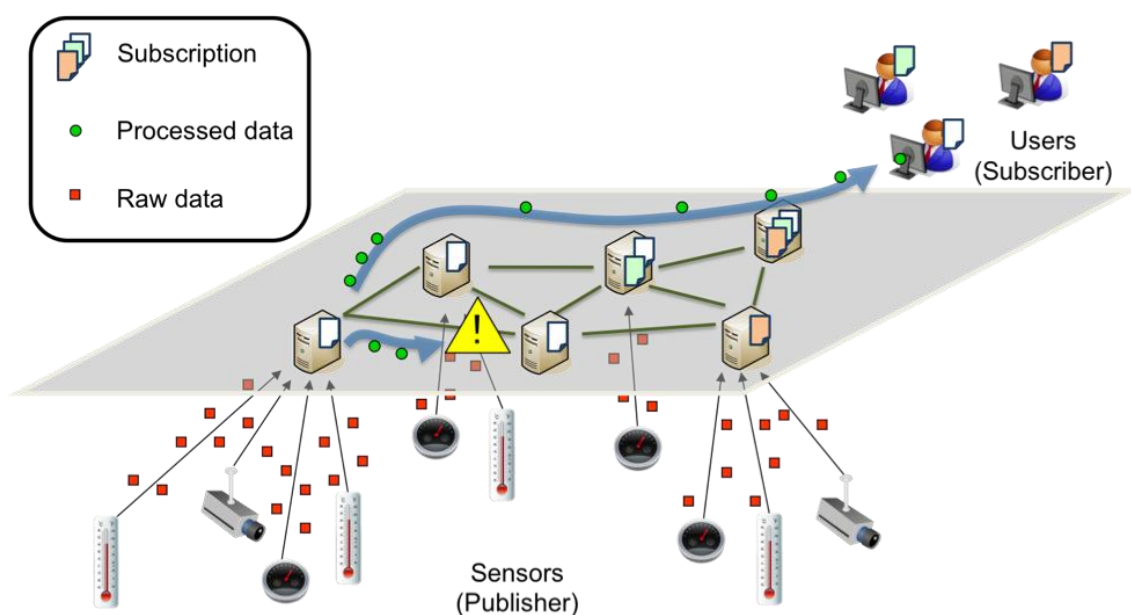 Subscription
Processed data
Raw data
Users
(Subscriber)
!
Sensors
(Publisher)